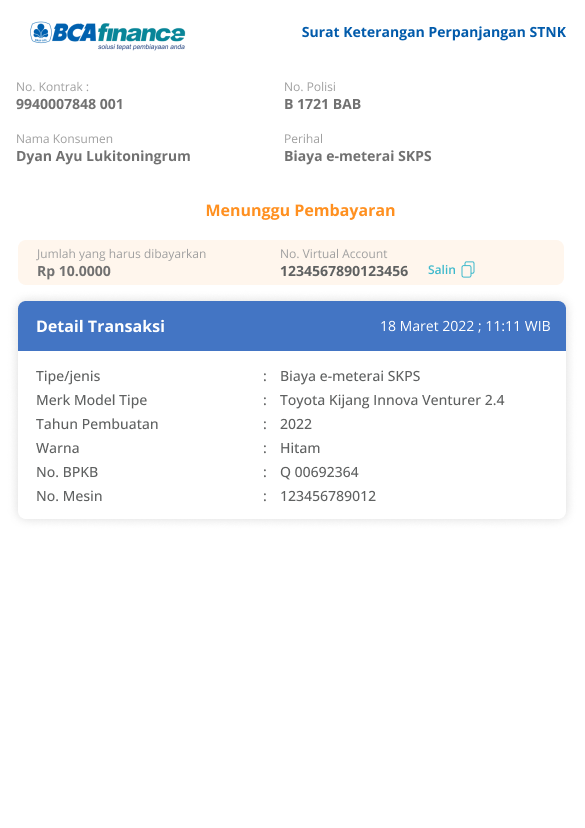 BCA finance
solusi tepat pembiayaan anda
Surat Keterangan Perpanjangan STNK
No. Kontrak :
9940007848 001
No. Polisi
B 1721 BAB
Nama Konsumen
Dyan Ayu Lukitoningrum
Perihal
Biaya e-meterai SKPS
Menunggu Pembayaran
Jumlah yang harus dibayarkan
Rp 10.0000
No. Virtual Account
1234567890123456 Salin
Detail Transaksi 18 Maret 2022 ; 11:11 WIB
Tipe/jenis : Biaya e-meterai SKPS
Merk Model Tipe : Toyota Kijang Innova Venturer 2.4
Tahun Pembuatan : 2022
Warna : Hitam
No. BPKB : Q 00692364
No. Mesin : 123456789012